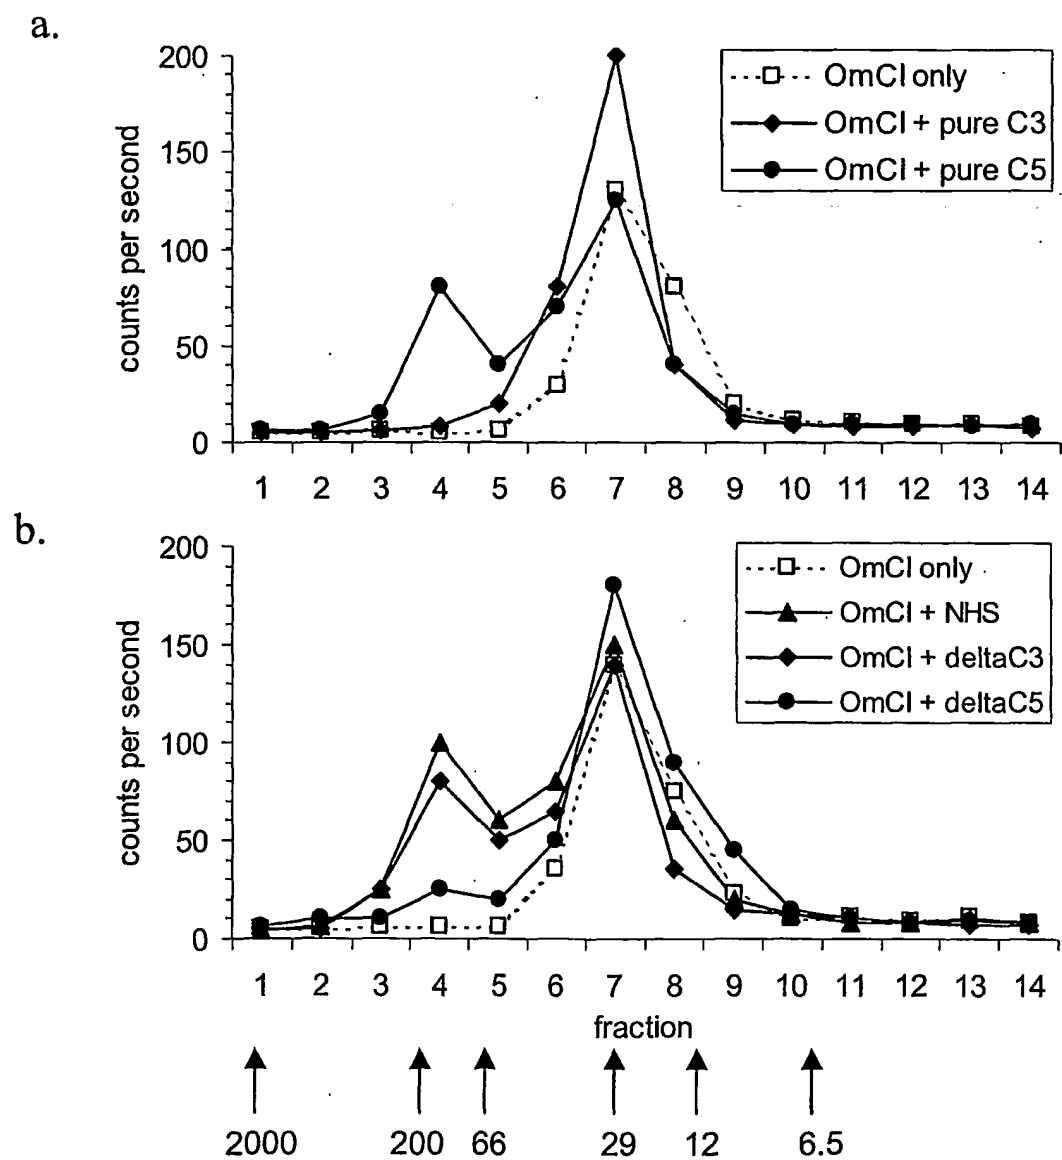 a.
200
150
100
50
0
counts per second
OmCI only
OmCI + pure C3
OmCI + pure C5
1 2 3 4 5 6 7 8 9 10 11 12 13 14
b.
200
150
100
50
0
counts per second
OmCI only
OmCI + NHS
OmCI + deltaC3
OmCI + deltaC5
1 2 3 4 5 6 7 8 9 10 11 12 13 14
fraction
2000 200 66 29 12 6.5